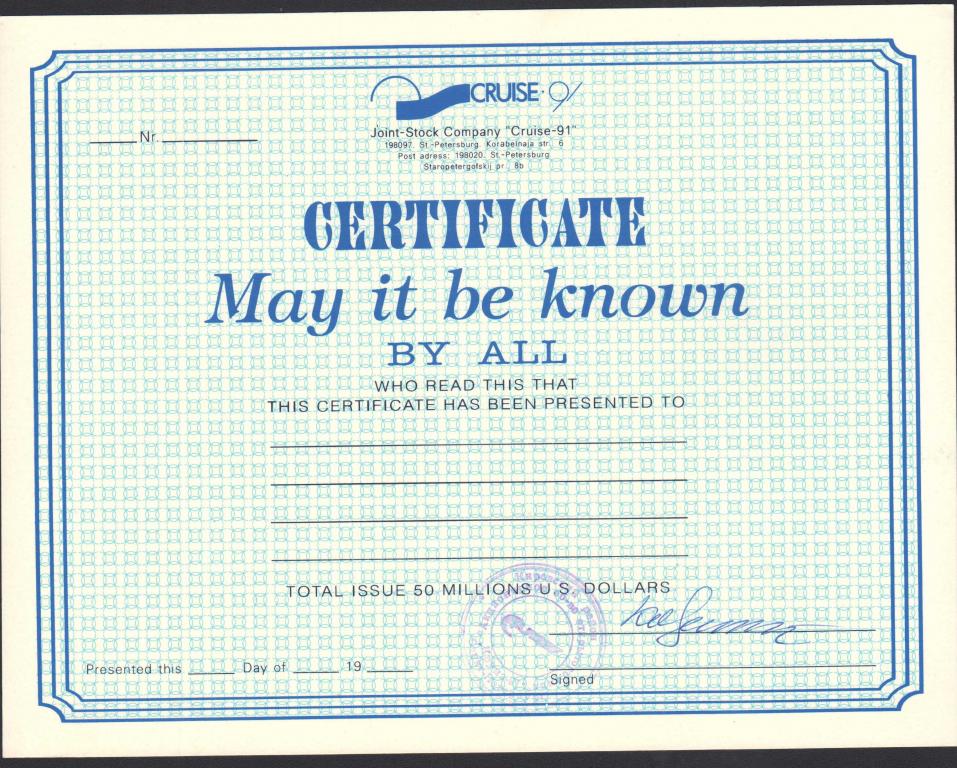 CRUISE·91
Nr.
Joint-Stock Company "Cruise-91"
198097. St.-Petersburg. Korabelnaja str. 6
Post adress: 198020. St.-Petersburg
Staropetergofskij pr. 8b
CERTIFICATE
May it be known
BY ALL
WHO READ THIS THAT
THIS CERTIFICATE HAS BEEN PRESENTED TO
TOTAL ISSUE 50 MILLIONS U.S. DOLLARS
Presented this Day of 19
Signed